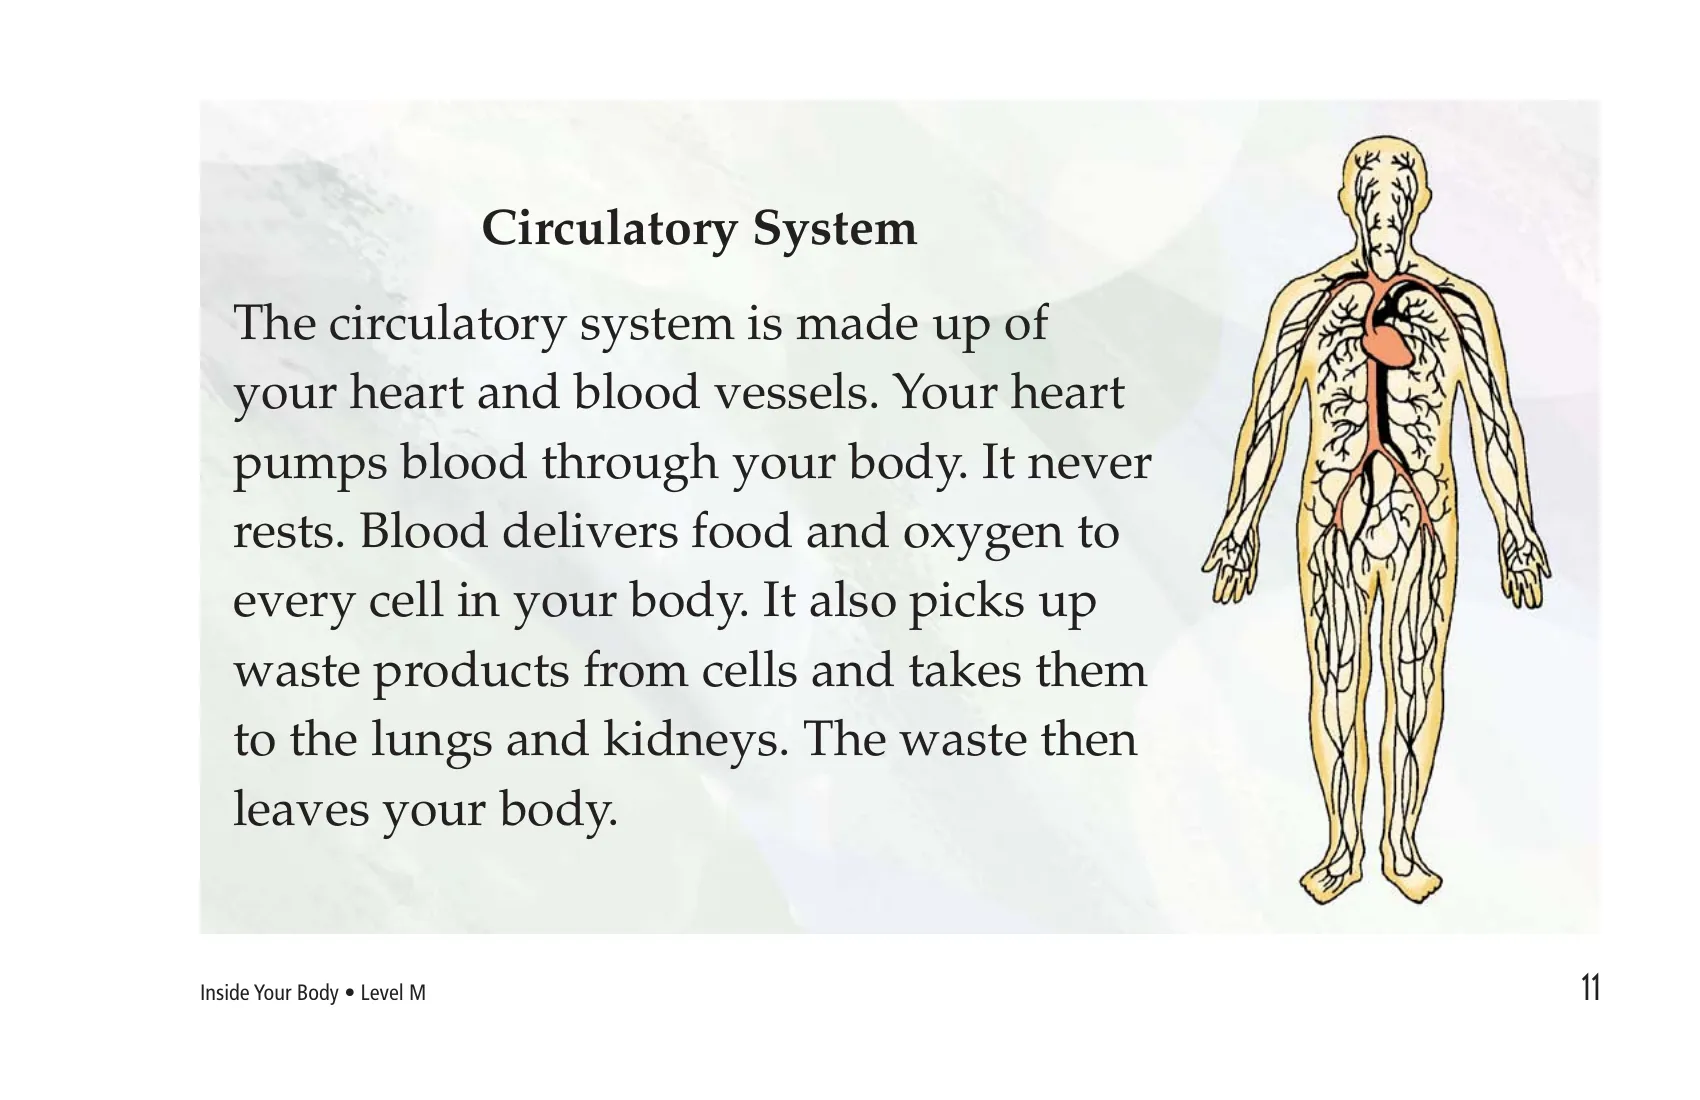 Circulatory System
The circulatory system is made up of
your heart and blood vessels. Your heart
pumps blood through your body. It never
rests. Blood delivers food and oxygen to
every cell in your body. It also picks up
waste products from cells and takes them
to the lungs and kidneys. The waste then
leaves your body.
Inside Your Body • Level M
11